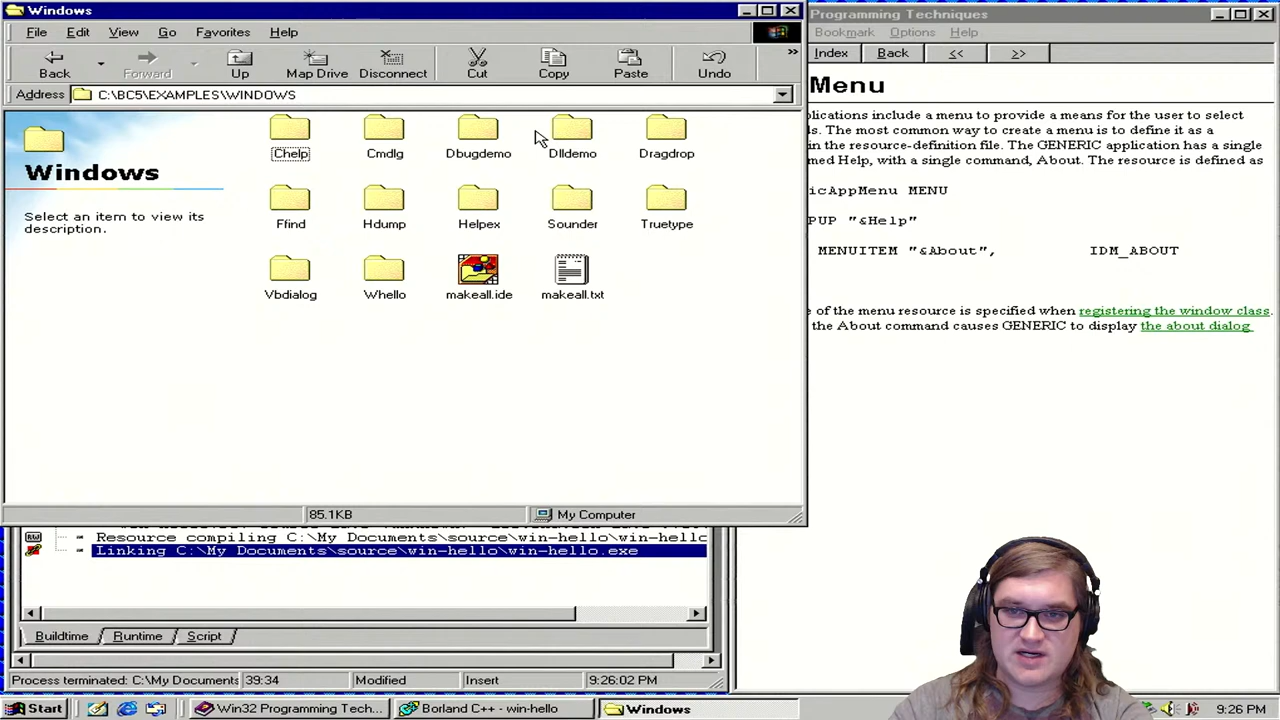 Windows
File Edit View Go Favorites Help
Back Forward Up Map Drive Disconnect Cut Copy Paste Undo »
Address C:\BC5\EXAMPLES\WINDOWS
Windows
Select an item to view its
description.
Chelp Cmdlg Dbugdemo Dlldemo Dragdrop
Ffind Hdump Helpex Sounder Truetype
Vbdialog Whello makeall.ide makeall.txt
85.1KB My Computer
Programming Techniques
Bookmark Options Help
Index Back << >>
Menu
lications include a menu to provide a means for the user to select
s. The most common way to create a menu is to define it as a
in the resource-definition file. The GENERIC application has a single
med Help, with a single command, About. The resource is defined as
icAppMenu MENU
PUP "&Help"
MENUITEM "&About", IDM_ABOUT
e of the menu resource is specified when registering the window class.
the About command causes GENERIC to display the about dialog
Resource compiling C:\My Documents\source\win-hello\win-hello
Linking C:\My Documents\source\win-hello\win-hello.exe
Buildtime Runtime Script
Process terminated: C:\My Documents 39:34 Modified Insert 9:26:02 PM
Start Win32 Programming Tech... Borland C++ - win-hello Windows 9:26 PM